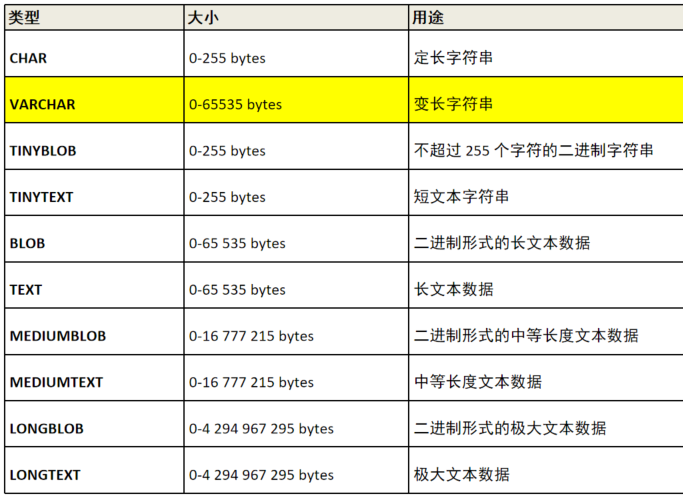 类型 大小 用途
CHAR 0-255 bytes 定长字符串
VARCHAR 0-65535 bytes 变长字符串
TINYBLOB 0-255 bytes 不超过 255 个字符的二进制字符串
TINYTEXT 0-255 bytes 短文本字符串
BLOB 0-65 535 bytes 二进制形式的长文本数据
TEXT 0-65 535 bytes 长文本数据
MEDIUMBLOB 0-16 777 215 bytes 二进制形式的中等长度文本数据
MEDIUMTEXT 0-16 777 215 bytes 中等长度文本数据
LONGBLOB 0-4 294 967 295 bytes 二进制形式的极大文本数据
LONGTEXT 0-4 294 967 295 bytes 极大文本数据